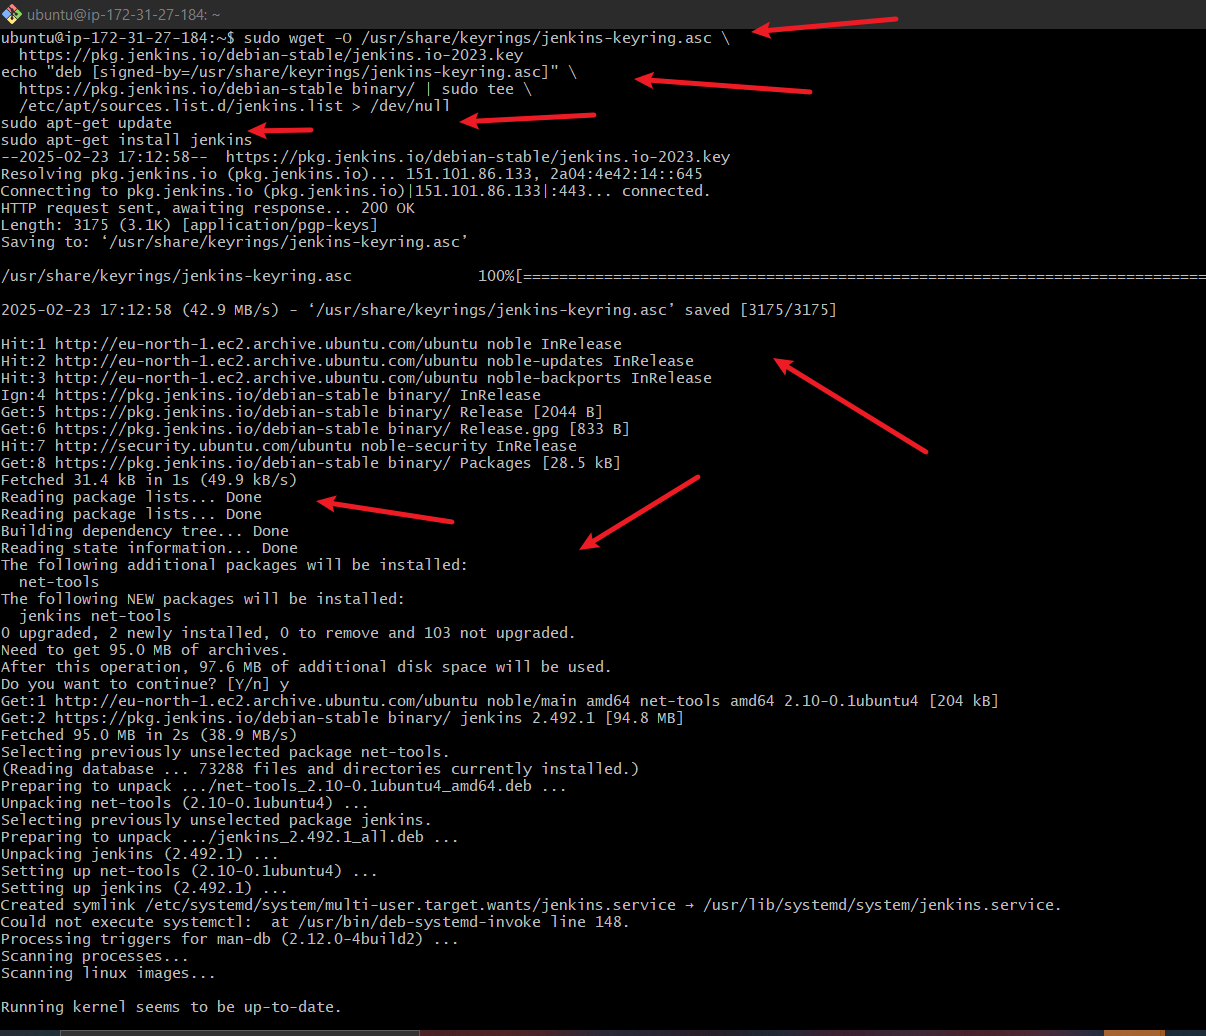 ubuntu@ip-172-31-27-184: ~
ubuntu@ip-172-31-27-184:~$ sudo wget -O /usr/share/keyrings/jenkins-keyring.asc \
  https://pkg.jenkins.io/debian-stable/jenkins.io-2023.key
echo "deb [signed-by=/usr/share/keyrings/jenkins-keyring.asc]" \
  https://pkg.jenkins.io/debian-stable binary/ | sudo tee \
  /etc/apt/sources.list.d/jenkins.list > /dev/null
sudo apt-get update
sudo apt-get install jenkins
--2025-02-23 17:12:58--  https://pkg.jenkins.io/debian-stable/jenkins.io-2023.key
Resolving pkg.jenkins.io (pkg.jenkins.io)... 151.101.86.133, 2a04:4e42:14::645
Connecting to pkg.jenkins.io (pkg.jenkins.io)|151.101.86.133|:443... connected.
HTTP request sent, awaiting response... 200 OK
Length: 3175 (3.1K) [application/pgp-keys]
Saving to: ‘/usr/share/keyrings/jenkins-keyring.asc’
/usr/share/keyrings/jenkins-keyring.asc              100%[============================================================================
2025-02-23 17:12:58 (42.9 MB/s) - ‘/usr/share/keyrings/jenkins-keyring.asc’ saved [3175/3175]
Hit:1 http://eu-north-1.ec2.archive.ubuntu.com/ubuntu noble InRelease
Hit:2 http://eu-north-1.ec2.archive.ubuntu.com/ubuntu noble-updates InRelease
Hit:3 http://eu-north-1.ec2.archive.ubuntu.com/ubuntu noble-backports InRelease
Ign:4 https://pkg.jenkins.io/debian-stable binary/ InRelease
Get:5 https://pkg.jenkins.io/debian-stable binary/ Release [2044 B]
Get:6 https://pkg.jenkins.io/debian-stable binary/ Release.gpg [833 B]
Hit:7 http://security.ubuntu.com/ubuntu noble-security InRelease
Get:8 https://pkg.jenkins.io/debian-stable binary/ Packages [28.5 kB]
Fetched 31.4 kB in 1s (49.9 kB/s)
Reading package lists... Done
Reading package lists... Done
Building dependency tree... Done
Reading state information... Done
The following additional packages will be installed:
  net-tools
The following NEW packages will be installed:
  jenkins net-tools
0 upgraded, 2 newly installed, 0 to remove and 103 not upgraded.
Need to get 95.0 MB of archives.
After this operation, 97.6 MB of additional disk space will be used.
Do you want to continue? [Y/n] y
Get:1 http://eu-north-1.ec2.archive.ubuntu.com/ubuntu noble/main amd64 net-tools amd64 2.10-0.1ubuntu4 [204 kB]
Get:2 https://pkg.jenkins.io/debian-stable binary/ jenkins 2.492.1 [94.8 MB]
Fetched 95.0 MB in 2s (38.9 MB/s)
Selecting previously unselected package net-tools.
(Reading database ... 73288 files and directories currently installed.)
Preparing to unpack .../net-tools_2.10-0.1ubuntu4_amd64.deb ...
Unpacking net-tools (2.10-0.1ubuntu4) ...
Selecting previously unselected package jenkins.
Preparing to unpack .../jenkins_2.492.1_all.deb ...
Unpacking jenkins (2.492.1) ...
Setting up net-tools (2.10-0.1ubuntu4) ...
Setting up jenkins (2.492.1) ...
Created symlink /etc/systemd/system/multi-user.target.wants/jenkins.service → /usr/lib/systemd/system/jenkins.service.
Could not execute systemctl:  at /usr/bin/deb-systemd-invoke line 148.
Processing triggers for man-db (2.12.0-4build2) ...
Scanning processes...
Scanning linux images...
Running kernel seems to be up-to-date.